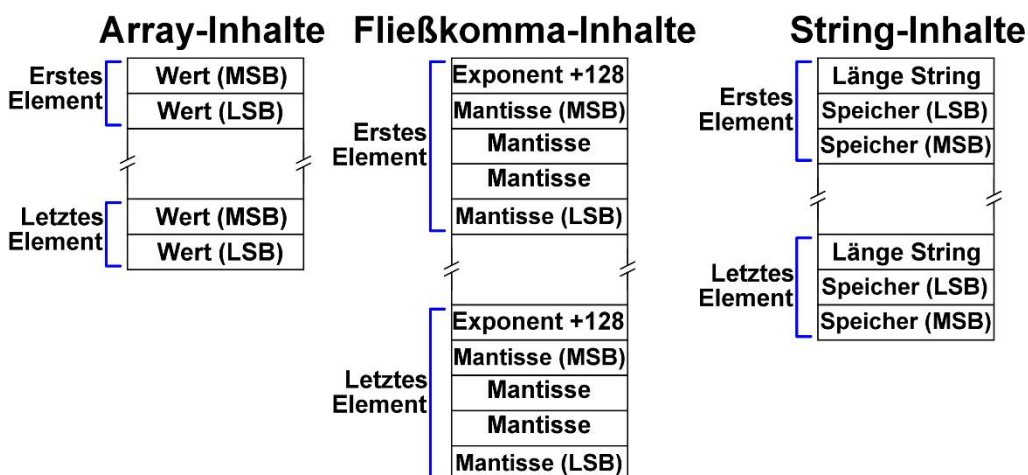 Array-Inhalte
Erstes
Element
Wert (MSB)
Wert (LSB)
Letztes
Element
Wert (MSB)
Wert (LSB)
Fließkomma-Inhalte
Erstes
Element
Exponent +128
Mantisse (MSB)
Mantisse
Mantisse
Mantisse (LSB)
Letztes
Element
Exponent +128
Mantisse (MSB)
Mantisse
Mantisse
Mantisse (LSB)
String-Inhalte
Erstes
Element
Länge String
Speicher (LSB)
Speicher (MSB)
Letztes
Element
Länge String
Speicher (LSB)
Speicher (MSB)